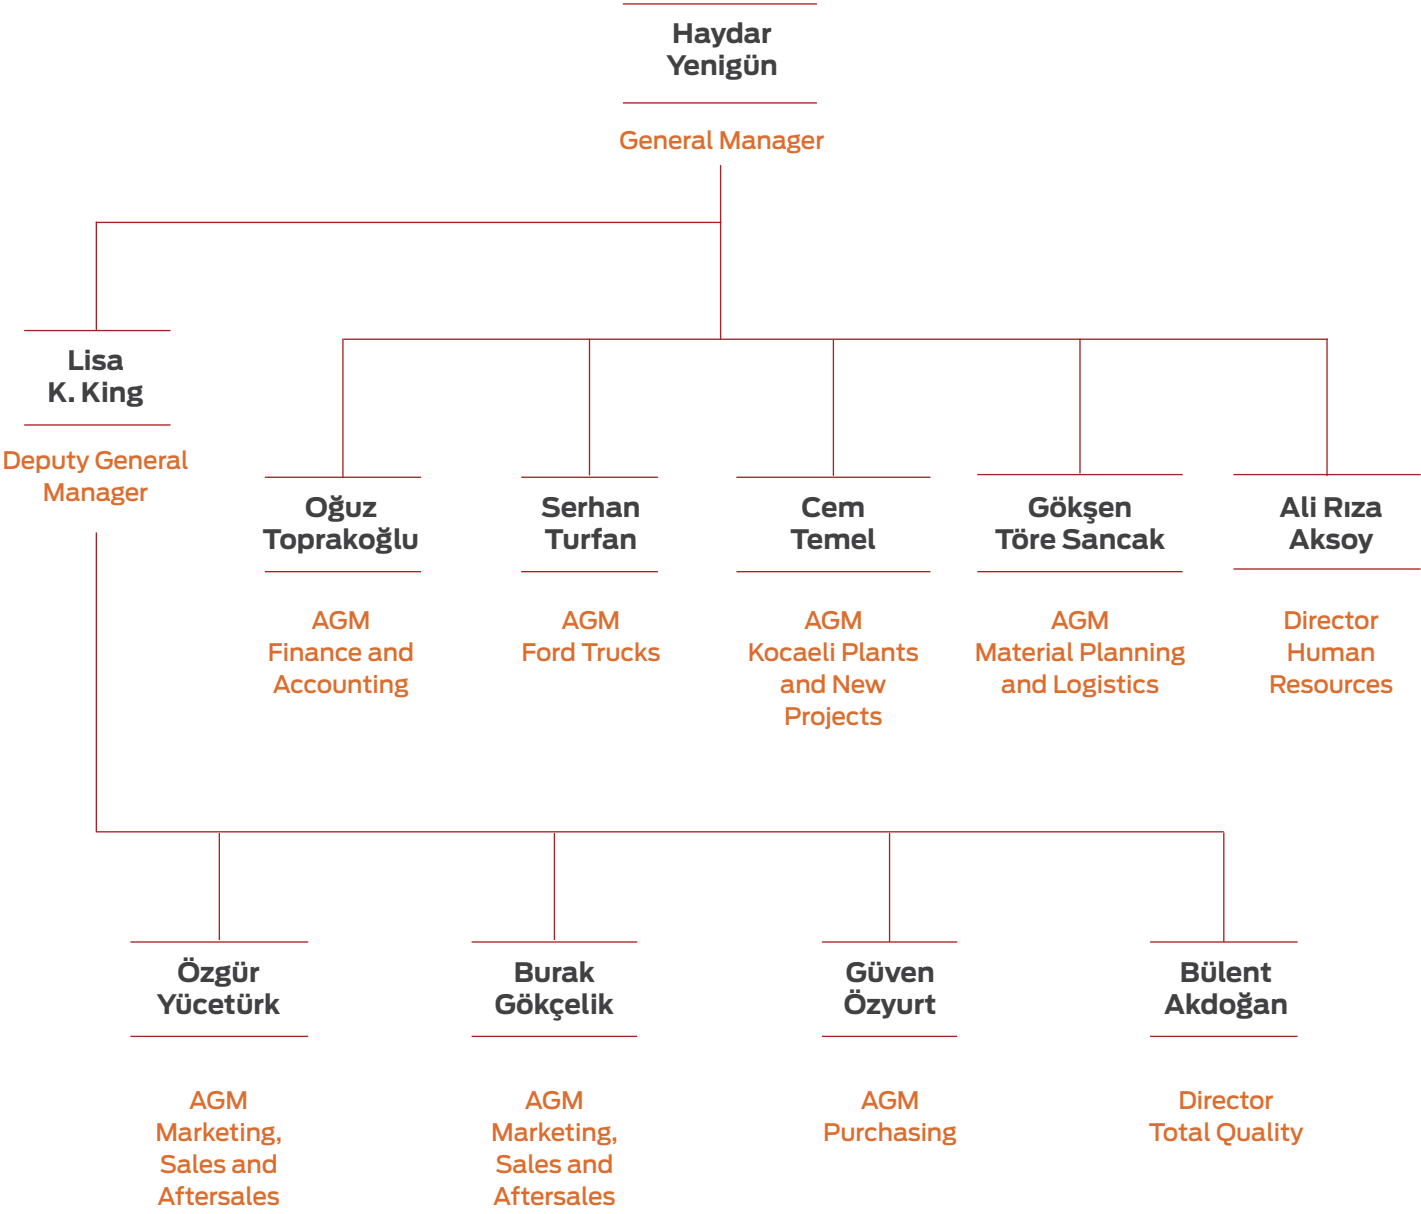 Haydar
Yenigün
General Manager
Lisa
K. King
Deputy General
Manager
Oğuz
Toprakoğlu
AGM
Finance and
Accounting
Serhan
Turfan
AGM
Ford Trucks
Cem
Temel
AGM
Kocaeli Plants
and New
Projects
Gökşen
Töre Sancak
AGM
Material Planning
and Logistics
Ali Rıza
Aksoy
Director
Human
Resources
Özgür
Yücetürk
AGM
Marketing,
Sales and
Aftersales
Burak
Gökçelik
AGM
Marketing,
Sales and
Aftersales
Güven
Özyurt
AGM
Purchasing
Bülent
Akdoğan
Director
Total Quality